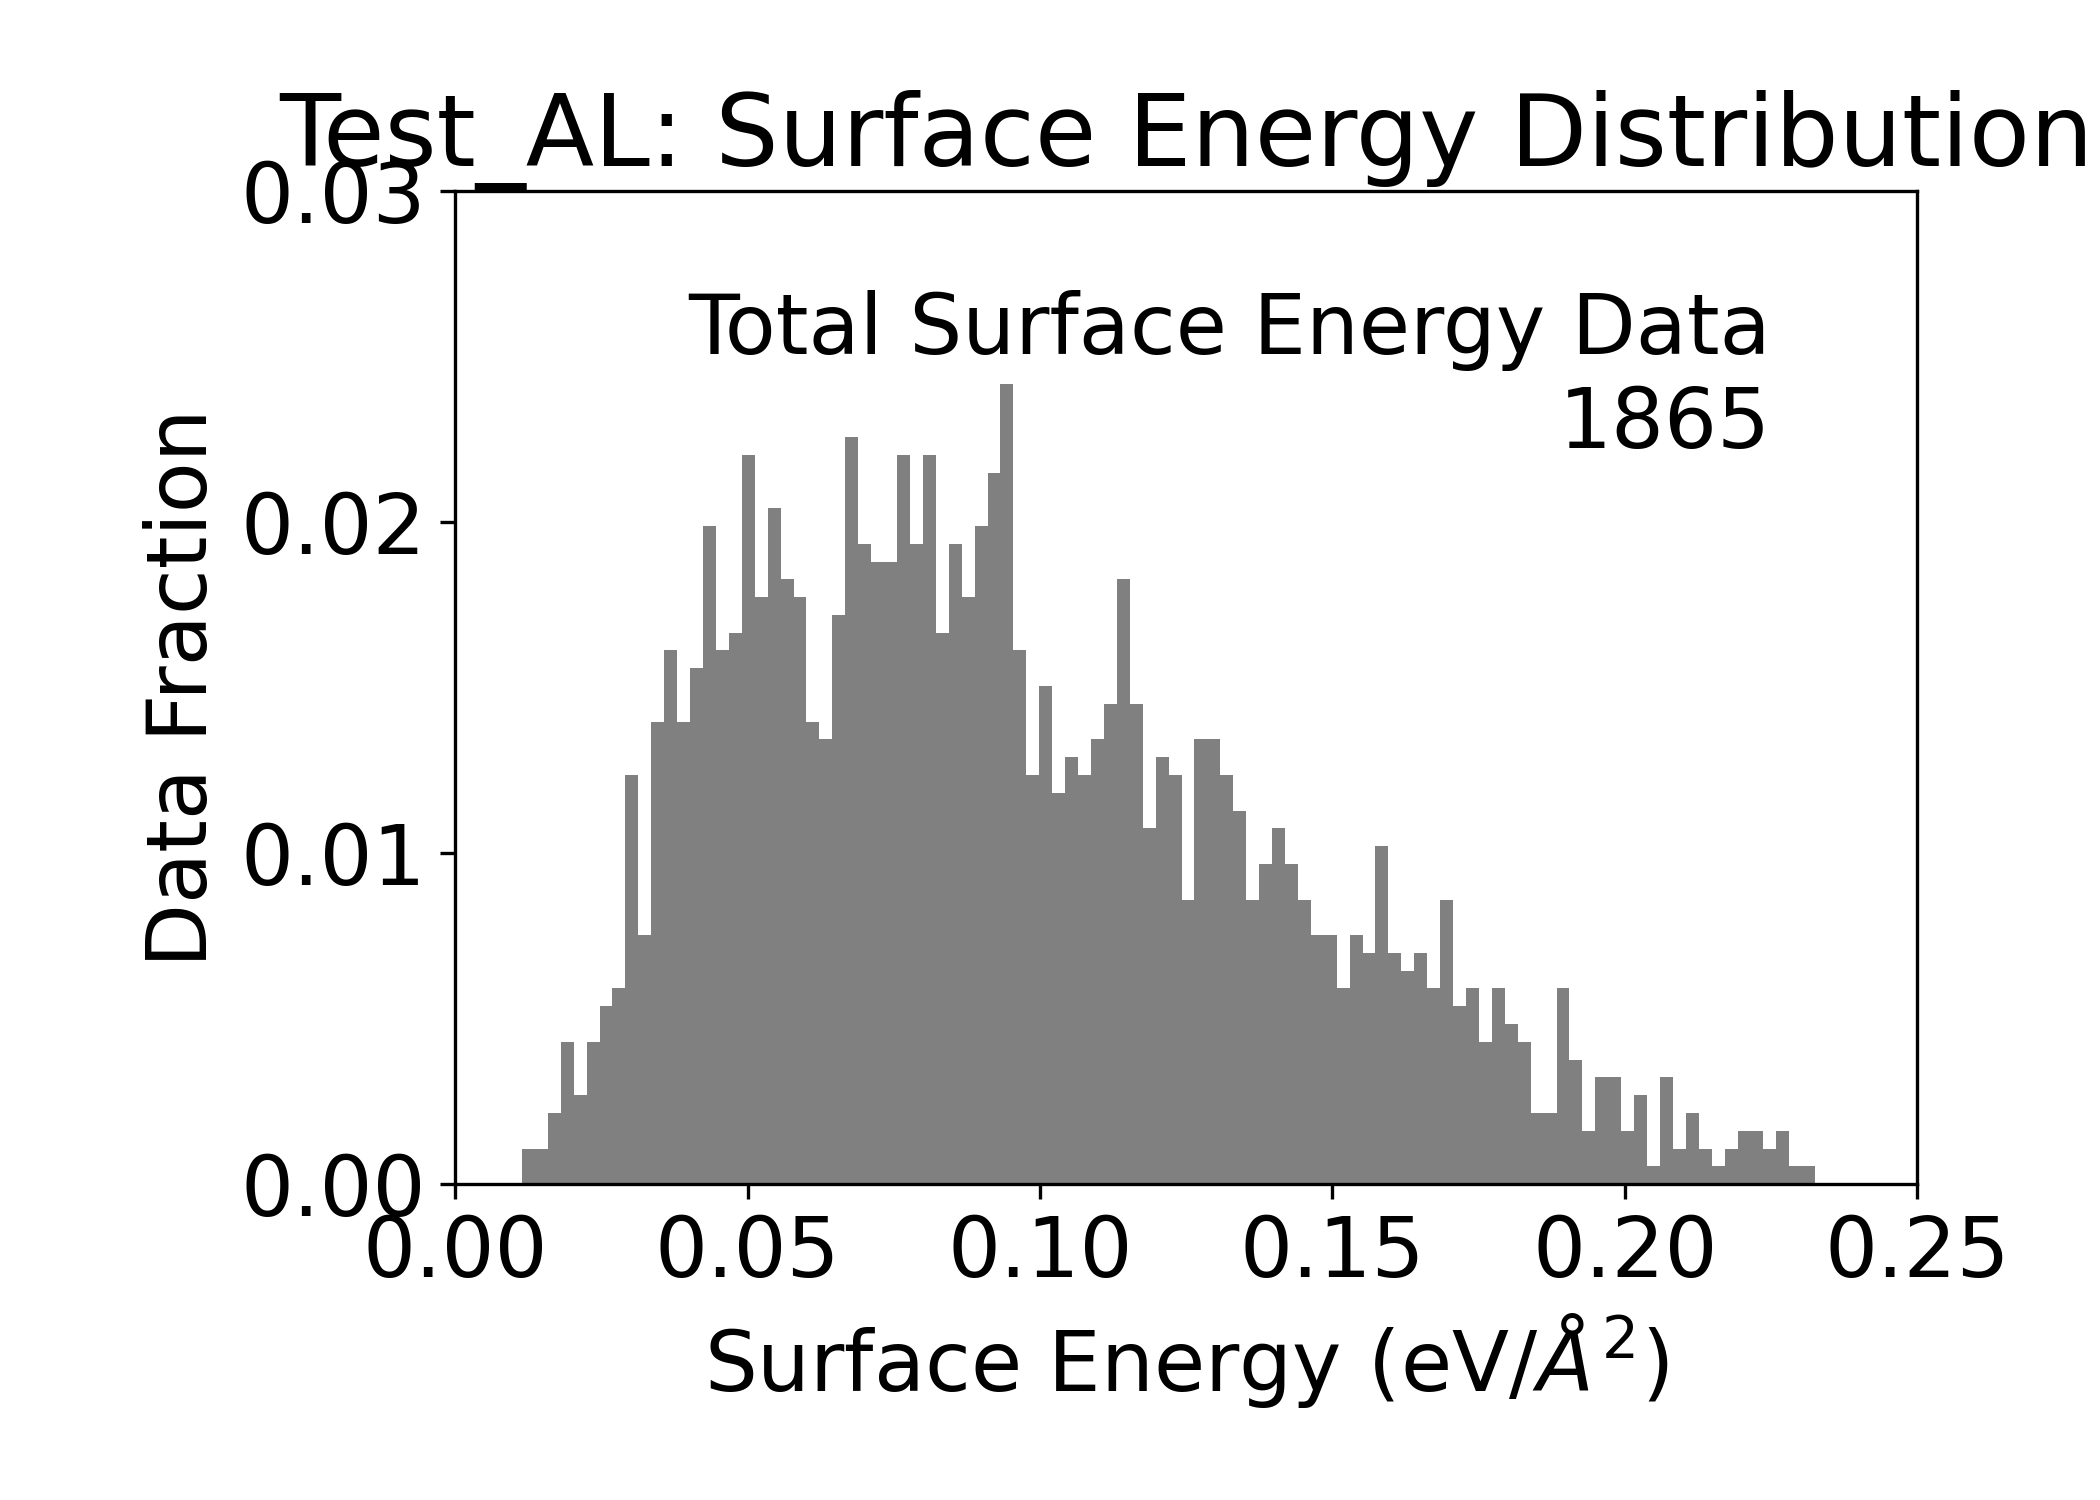 Test_AL: Surface Energy Distribution
0.03
Total Surface Energy Data
1865
0.02
Data Fraction
0.01
0.00
0.00 0.05 0.10 0.15 0.20 0.25
Surface Energy (eV/Å²)